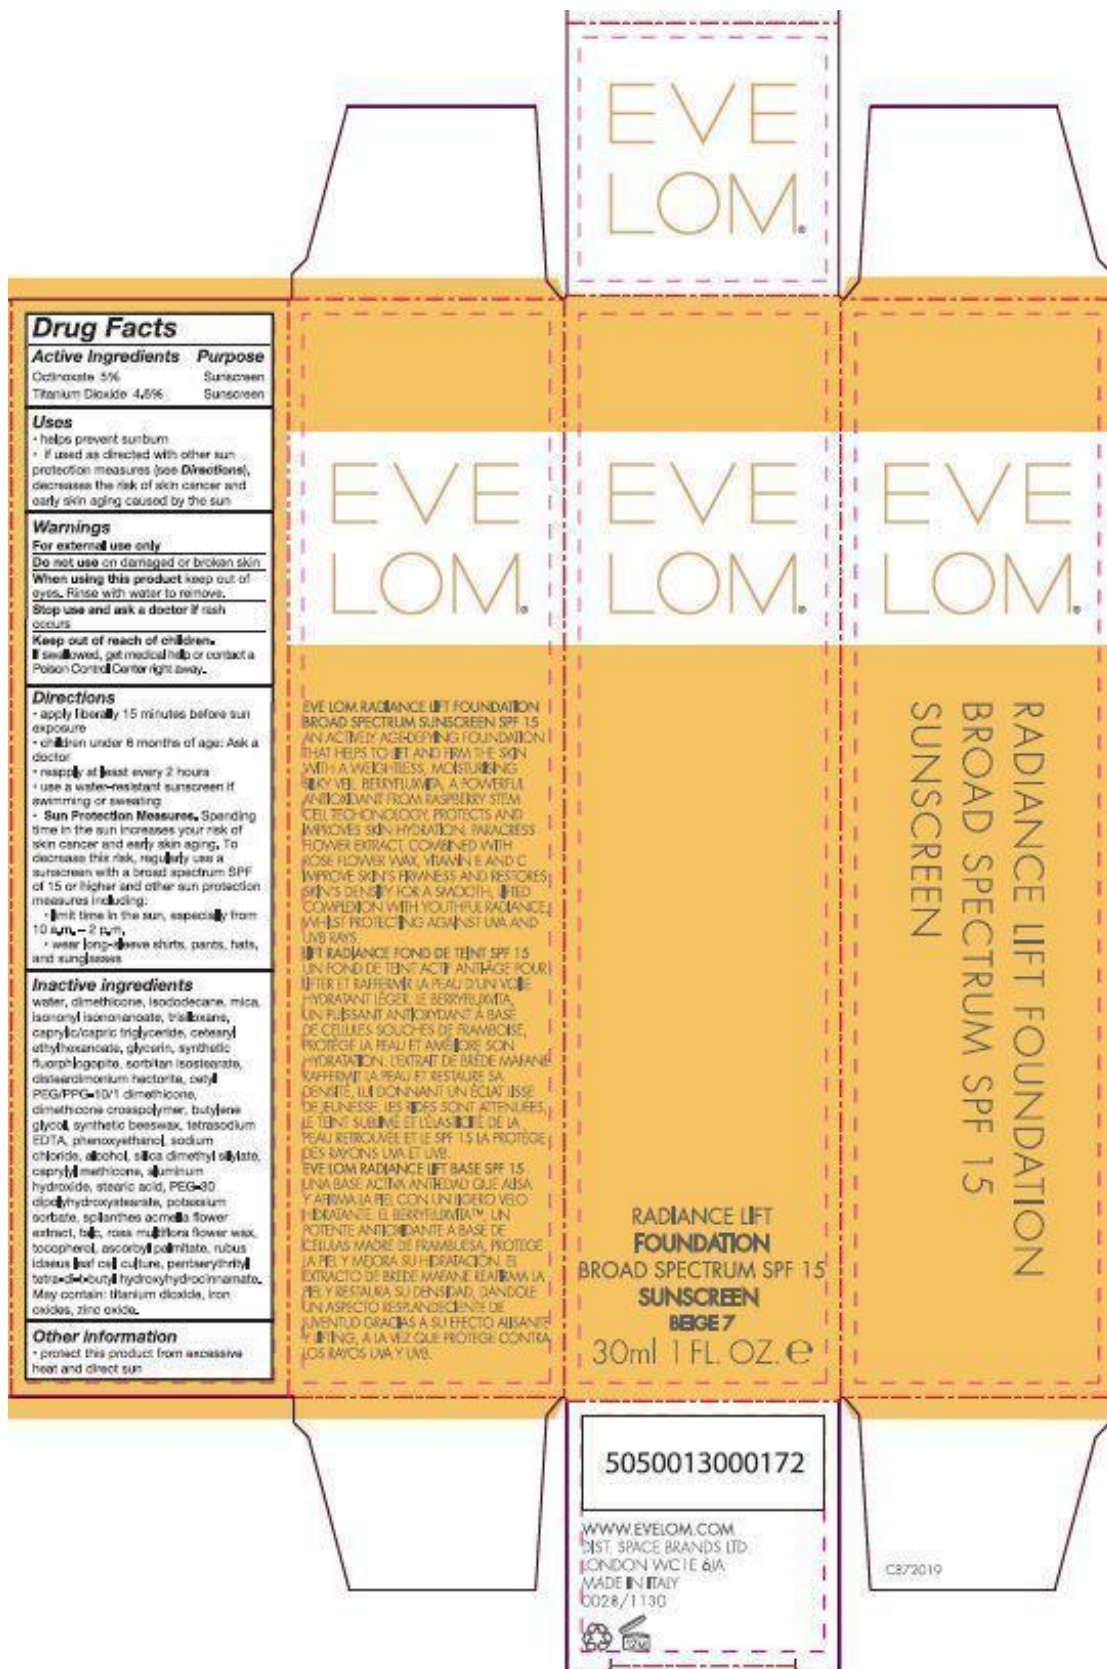 EVE
LOM®
Drug Facts
Active Ingredients Purpose
Octinoxate 5% Sunscreen
Titanium Dioxide 4.6% Sunscreen
Uses
· helps prevent sunburn
· if used as directed with other sun
protection measures (see Directions),
decreases the risk of skin cancer and
early skin aging caused by the sun
Warnings
For external use only
Do not use on damaged or broken skin
When using this product keep out of
eyes. Rinse with water to remove.
Stop use and ask a doctor if rash
occurs
Keep out of reach of children.
If swallowed, get medical help or contact a
Poison Control Center right away.
Directions
· apply liberally 15 minutes before sun
exposure
· children under 6 months of age: Ask a
doctor
· reapply at least every 2 hours
· use a water-resistant sunscreen if
swimming or sweating
· Sun Protection Measures. Spending
time in the sun increases your risk of
skin cancer and early skin aging. To
decrease this risk, regularly use a
sunscreen with a broad spectrum SPF
of 15 or higher and other sun protection
measures including:
· limit time in the sun, especially from
10 a.m. – 2 p.m.
· wear long-sleeve shirts, pants, hats,
and sunglasses
Inactive ingredients
water, dimethicone, isododecane, mica,
isononyl isononanoate, trisiloxane,
caprylic/capric triglyceride, cetearyl
ethylhexanoate, glycerin, synthetic
fluorphlogopite, sorbitan isostearate,
disteardimonium hectorite, cetyl
PEG/PPG-10/1 dimethicone,
dimethicone crosspolymer, butylene
glycol, synthetic beeswax, tetrasodium
EDTA, phenoxyethanol, sodium
chloride, alcohol, silica dimethyl silylate,
caprylyl methicone, aluminum
hydroxide, stearic acid, PEG-30
dipolyhydroxystearate, potassium
sorbate, spilanthes acmella flower
extract, talc, rosa multiflora flower wax,
tocopherol, ascorbyl palmitate, rubus
idaeus leaf cell culture, pentaerythrityl
tetra-di-t-butyl hydroxyhydrocinnamate.
May contain: titanium dioxide, iron
oxides, zinc oxide.
Other information
· protect this product from excessive
heat and direct sun
EVE
LOM®
EVE LOM RADIANCE LIFT FOUNDATION
BROAD SPECTRUM SUNSCREEN SPF 15
AN ACTIVELY AGE-DEFYING FOUNDATION
THAT HELPS TO LIFT AND FIRM THE SKIN
WITH A WEIGHTLESS, MOISTURISING
SILKY VEIL. BERRYFLUXVITA, A POWERFUL
ANTIOXIDANT FROM RASPBERRY STEM
CELL TECHONOLOGY, PROTECTS AND
IMPROVES SKIN HYDRATION. PARACRESS
FLOWER EXTRACT, COMBINED WITH
ROSE FLOWER WAX, VITAMIN E AND C
IMPROVE SKIN'S FIRMNESS AND RESTORES
SKIN'S DENSITY FOR A SMOOTH, LIFTED
COMPLEXION WITH YOUTHFUL RADIANCE,
WHILST PROTECTING AGAINST UVA AND
UVB RAYS.
LIFT RADIANCE FOND DE TEINT SPF 15
UN FOND DE TEINT ACTIF ANTI-ÂGE POUR
LIFTER ET RAFFERMIR LA PEAU D'UN VOILE
HYDRATANT LÉGER. LE BERRYFLUXVITA,
UN PUISSANT ANTIOXYDANT À BASE
DE CELLULES SOUCHES DE FRAMBOISE,
PROTÈGE LA PEAU ET AMÉLIORE SON
HYDRATATION. L'EXTRAIT DE BRÈDE MAFANE
RAFFERMIT LA PEAU ET RESTAURE SA
DENSITÉ, LUI DONNANT UN ÉCLAT LISSE
DE JEUNESSE. LES RIDES SONT ATTENUÉES,
LE TEINT SUBLIMÉ ET L'ÉLASTICITÉ DE LA
PEAU RETROUVÉE ET LE SPF 15 LA PROTÈGE
DES RAYONS UVA ET UVB.
EVE LOM RADIANCE LIFT BASE SPF 15
UNA BASE ACTIVA ANTIEDAD QUE ALISA
Y AFIRMA LA PIEL CON UN LIGERO VELO
HIDRATANTE. EL BERRYFLUXVITA™, UN
POTENTE ANTIOXIDANTE A BASE DE
CÉLULAS MADRE DE FRAMBUESA, PROTEGE
LA PIEL Y MEJORA SU HIDRATACIÓN. EL
EXTRACTO DE BREDE MAFANE REAFIRMA LA
PIEL Y RESTAURA SU DENSIDAD, DÁNDOLE
UN ASPECTO RESPLANDECIENTE DE
JUVENTUD GRACIAS A SU EFECTO ALISANTE
Y LIFTING, A LA VEZ QUE PROTEGE CONTRA
LOS RAYOS UVA Y UVB.
EVE
LOM®
RADIANCE LIFT
FOUNDATION
BROAD SPECTRUM SPF 15
SUNSCREEN
BEIGE 7
30ml 1 FL. OZ. ℮
EVE
LOM®
RADIANCE LIFT FOUNDATION
BROAD SPECTRUM SPF 15
SUNSCREEN
5050013000172
WWW.EVELOM.COM
DIST. SPACE BRANDS LTD
LONDON WC1E 6JA
MADE IN ITALY
0028/1130
12M
CB72019